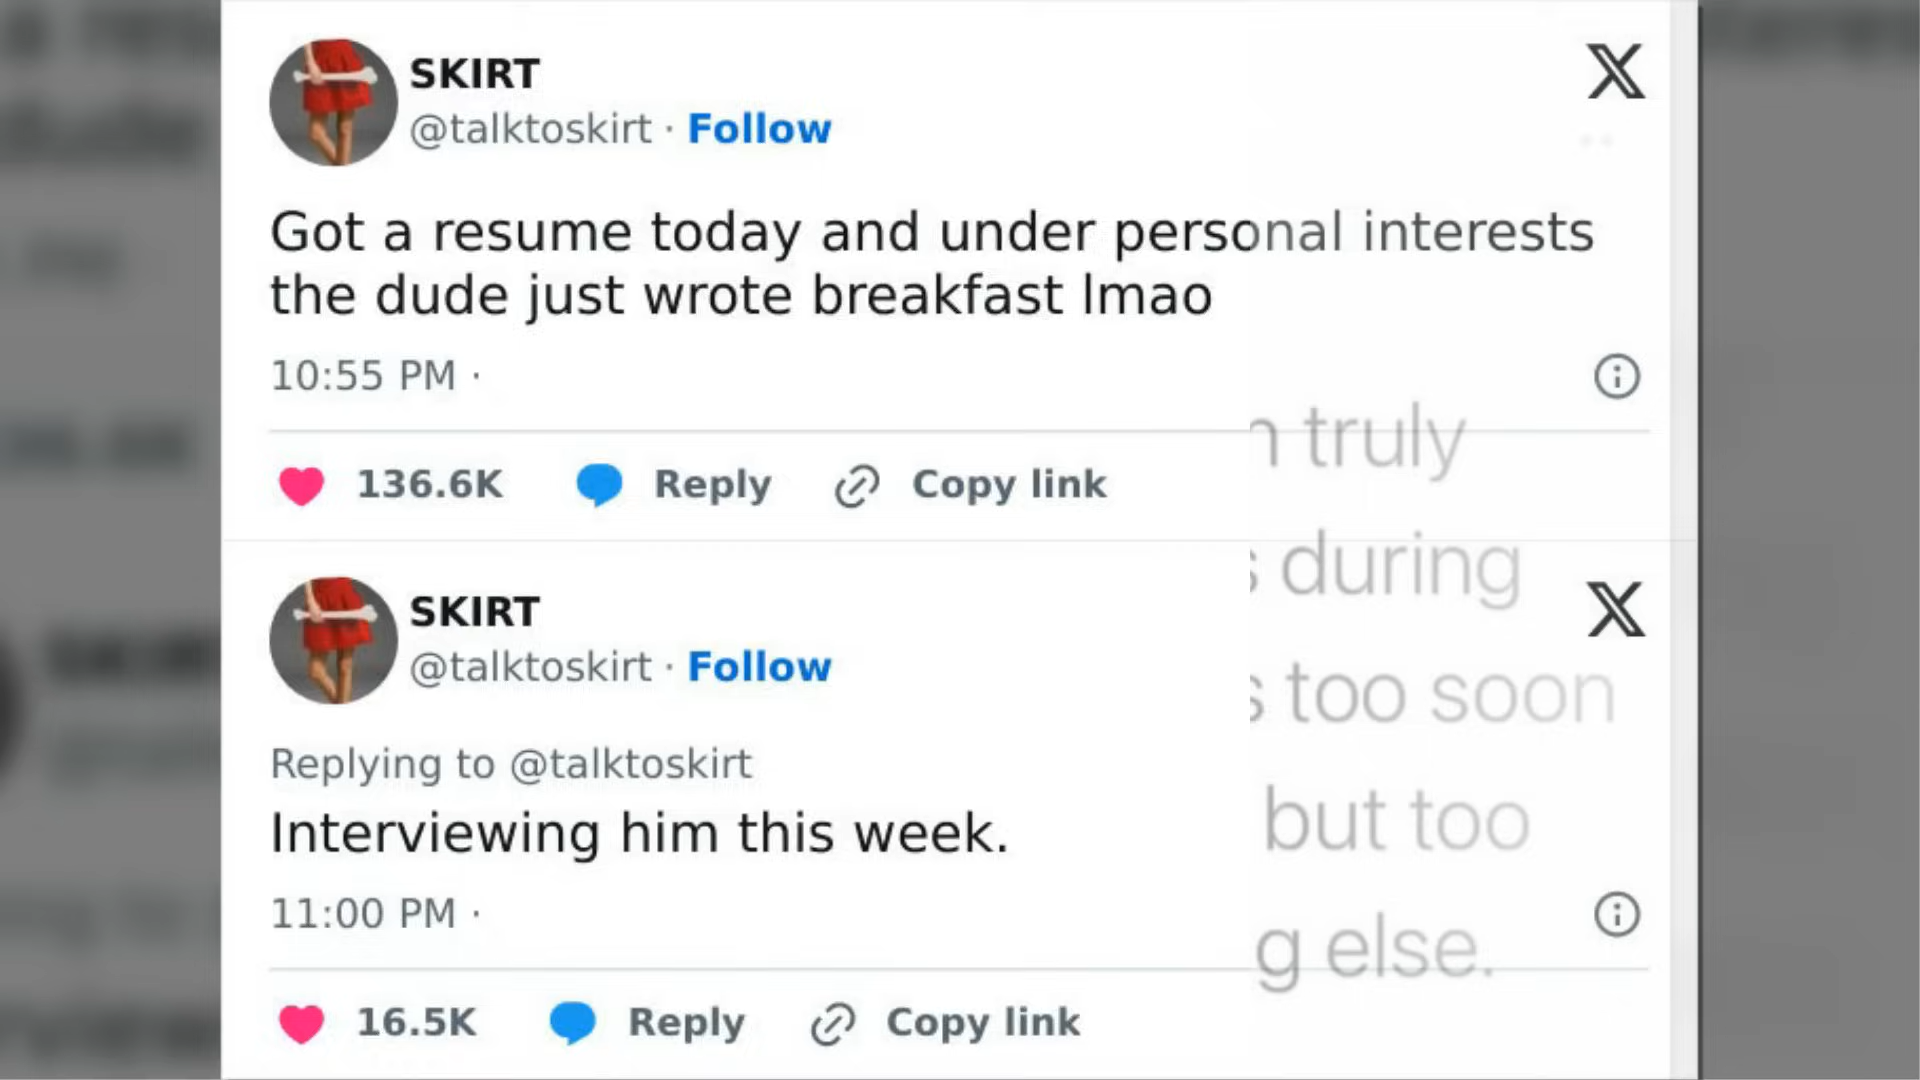 SKIRT
@talktoskirt · Follow
Got a resume today and under personal interests
the dude just wrote breakfast lmao
10:55 PM ·
136.6K Reply Copy link
SKIRT
@talktoskirt · Follow
Replying to @talktoskirt
Interviewing him this week.
11:00 PM ·
16.5K Reply Copy link
truly
during
too soon
but too
else.